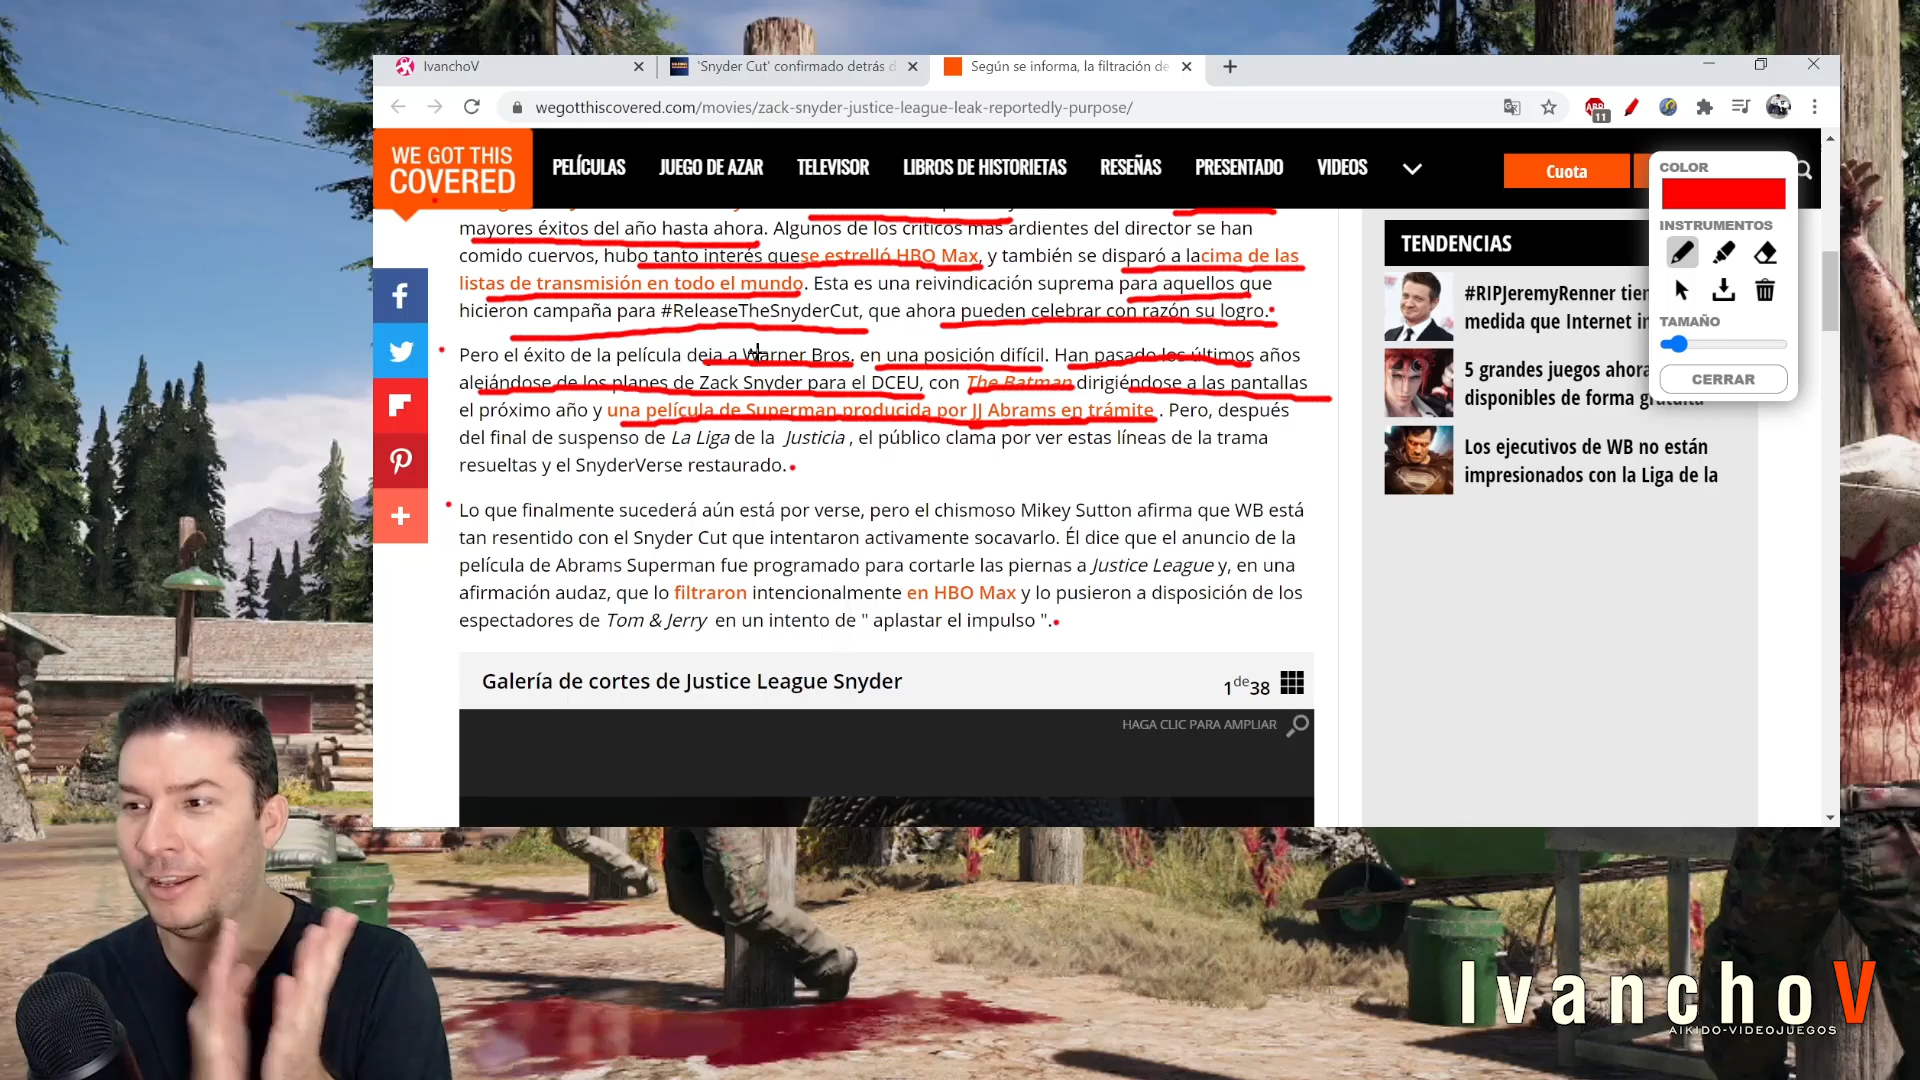 IvanchoV
'Snyder Cut' confirmado detrás d
Según se informa, la filtración de
wegotthiscovered.com/movies/zack-snyder-justice-league-leak-reportedly-purpose/
ABP
11
WE GOT THIS
COVERED
PELÍCULAS
JUEGO DE AZAR
TELEVISOR
LIBROS DE HISTORIETAS
RESEÑAS
PRESENTADO
VIDEOS
Cuota
COLOR
INSTRUMENTOS
TAMAÑO
CERRAR
mayores éxitos del año hasta ahora. Algunos de los críticos más ardientes del director se han
comido cuervos, hubo tanto interés quese estrelló HBO Max, y también se disparó a lacima de las
listas de transmisión en todo el mundo. Esta es una reivindicación suprema para aquellos que
hicieron campaña para #ReleaseTheSnyderCut, que ahora pueden celebrar con razón su logro.
Pero el éxito de la película deja a Warner Bros. en una posición difícil. Han pasado los últimos años
alejándose de los planes de Zack Snyder para el DCEU, con The Batman dirigiéndose a las pantallas
el próximo año y una película de Superman producida por JJ Abrams en trámite . Pero, después
del final de suspenso de La Liga de la Justicia , el público clama por ver estas líneas de la trama
resueltas y el SnyderVerse restaurado.
Lo que finalmente sucederá aún está por verse, pero el chismoso Mikey Sutton afirma que WB está
tan resentido con el Snyder Cut que intentaron activamente socavarlo. Él dice que el anuncio de la
película de Abrams Superman fue programado para cortarle las piernas a Justice League y, en una
afirmación audaz, que lo filtraron intencionalmente en HBO Max y lo pusieron a disposición de los
espectadores de Tom & Jerry en un intento de " aplastar el impulso ".
Galería de cortes de Justice League Snyder
1 de 38
HAGA CLIC PARA AMPLIAR
TENDENCIAS
#RIPJeremyRenner tien
medida que Internet in
5 grandes juegos ahora
disponibles de forma gratuita
Los ejecutivos de WB no están
impresionados con la Liga de la
IvanchoV
AIKIDO-VIDEOJUEGOS